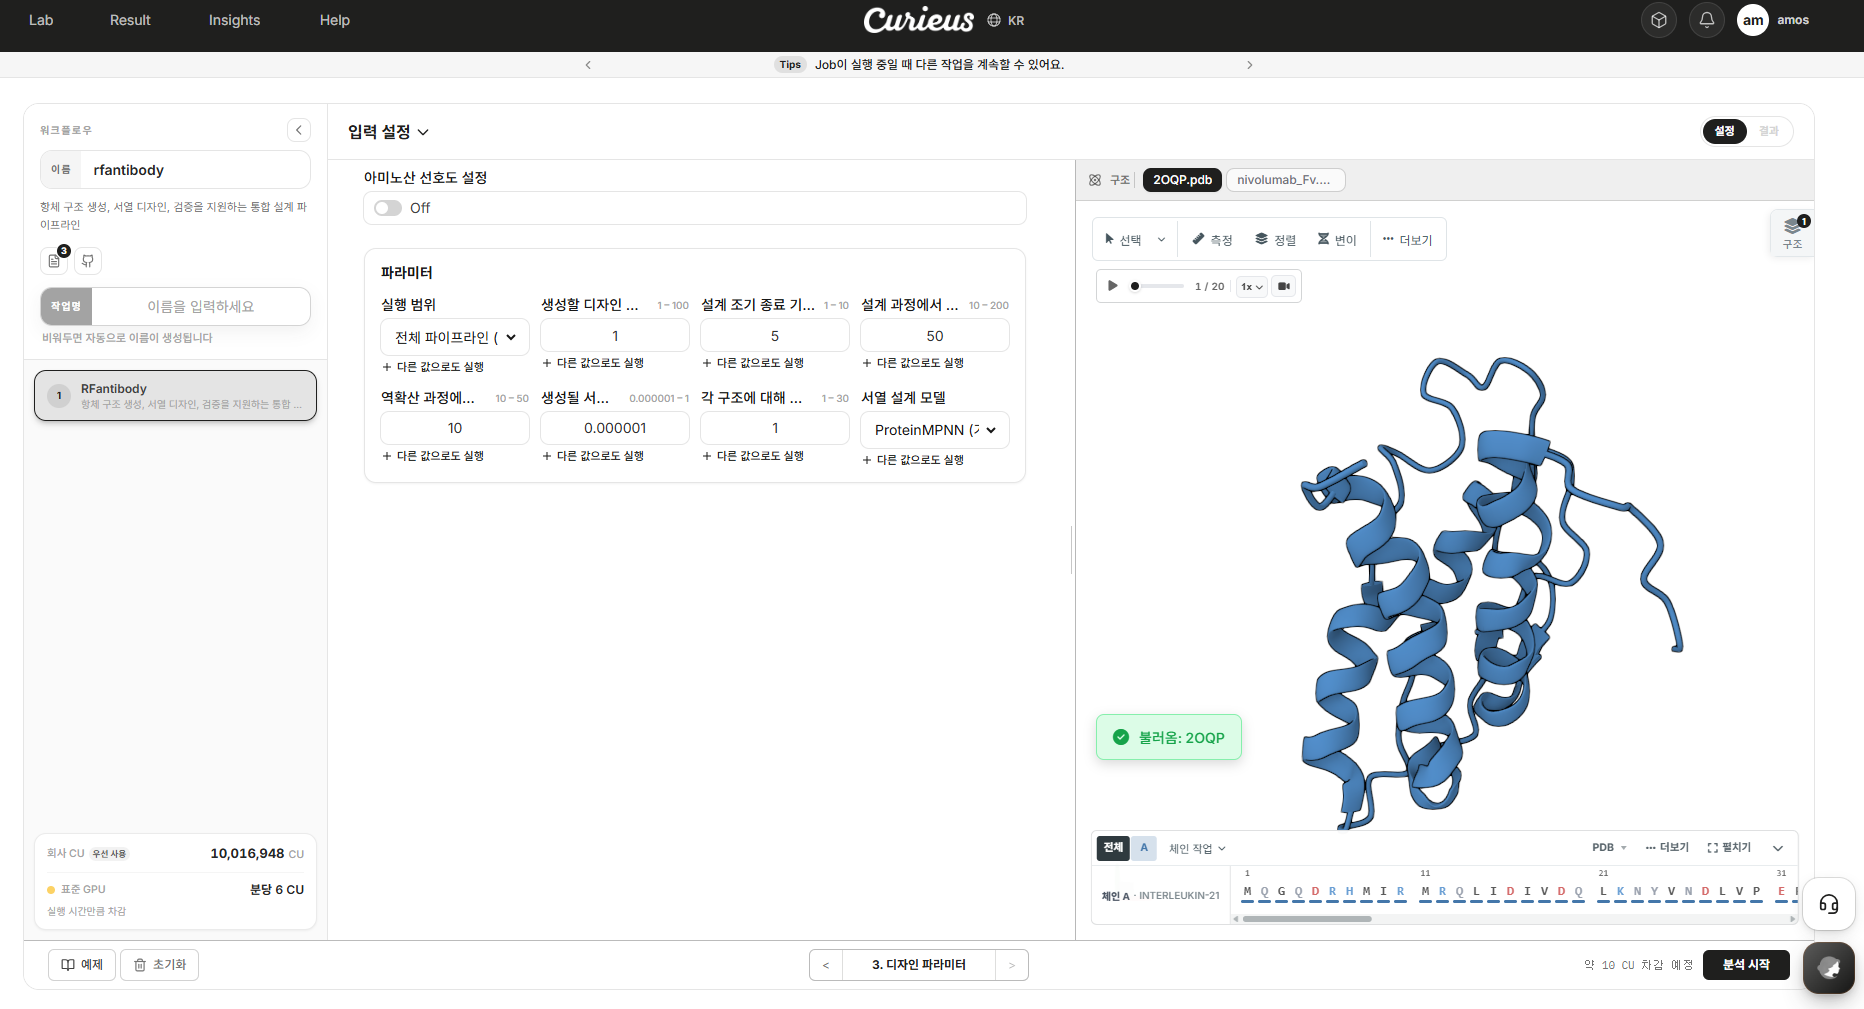 Lab
Result
Insights
Help
Curieus
KR
am
amos
Tips
Job이 실행 중일 때 다른 작업을 계속할 수 있어요.
워크플로우
이름
rfantibody
항체 구조 생성, 서열 디자인, 검증을 지원하는 통합 설계 파
이프라인
3
작업명
이름을 입력하세요
비워두면 자동으로 이름이 생성됩니다
1
RFantibody
항체 구조 생성, 서열 디자인, 검증을 지원하는 통합 ...
회사 CU
우선 사용
10,016,948 CU
표준 GPU
분당 6 CU
실행 시간만큼 차감
입력 설정
설정
결과
아미노산 선호도 설정
Off
파라미터
실행 범위
전체 파이프라인 (
+ 다른 값으로도 실행
생성할 디자인 ...
1–100
1
+ 다른 값으로도 실행
설계 조기 종료 기...
1–10
5
+ 다른 값으로도 실행
설계 과정에서 ...
10–200
50
+ 다른 값으로도 실행
역확산 과정에...
10–50
10
+ 다른 값으로도 실행
생성될 서...
0.000001–1
0.000001
+ 다른 값으로도 실행
각 구조에 대해 ...
1–30
1
+ 다른 값으로도 실행
서열 설계 모델
ProteinMPNN (
+ 다른 값으로도 실행
구조
2OQP.pdb
nivolumab_Fv....
선택
측정
정렬
변이
더보기
1
구조
1 / 20
1x
불러옴: 2OQP
전체
A
체인 작업
PDB
더보기
펼치기
1
11
21
31
체인 A · INTERLEUKIN-21
M Q G Q D R H M I R M R Q L I D I V D Q L K N Y V N D L V P E
예제
초기화
<
3. 디자인 파라미터
>
약 10 CU 차감 예정
분석 시작